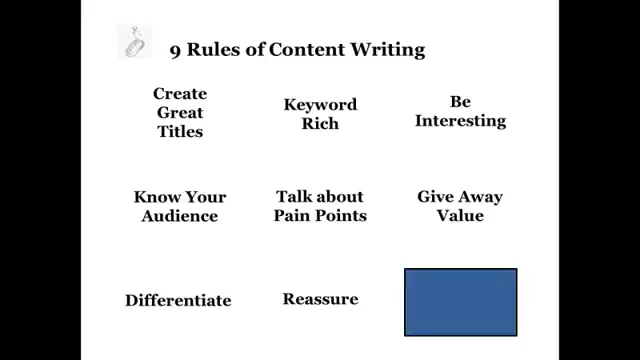 9 Rules of Content Writing
Create
Great
Titles
Keyword
Rich
Be
Interesting
Know Your
Audience
Talk about
Pain Points
Give Away
Value
Differentiate
Reassure